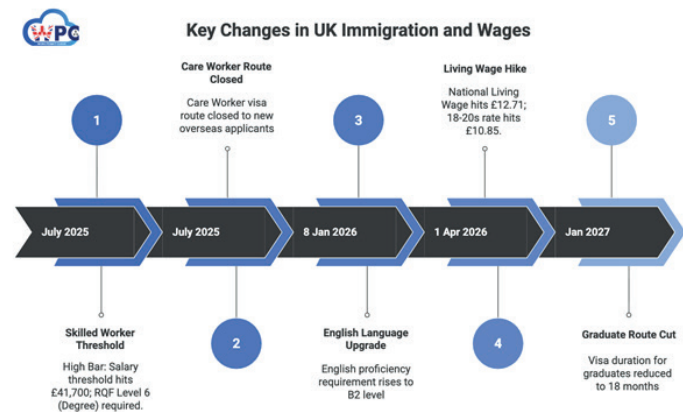 WPC
Key Changes in UK Immigration and Wages
Care Worker Route
Closed
Care Worker visa
route closed to new
overseas applicants
Living Wage Hike
National Living
Wage hits £12.71;
18-20s rate hits
£10.85.
1
3
5
July 2025
July 2025
8 Jan 2026
1 Apr 2026
Jan 2027
Skilled Worker
Threshold
High Bar: Salary
threshold hits
£41,700; RQF Level 6
(Degree) required.
2
English Language
Upgrade
English proficiency
requirement rises to
B2 level
4
Graduate Route Cut
Visa duration for
graduates reduced
to 18 months